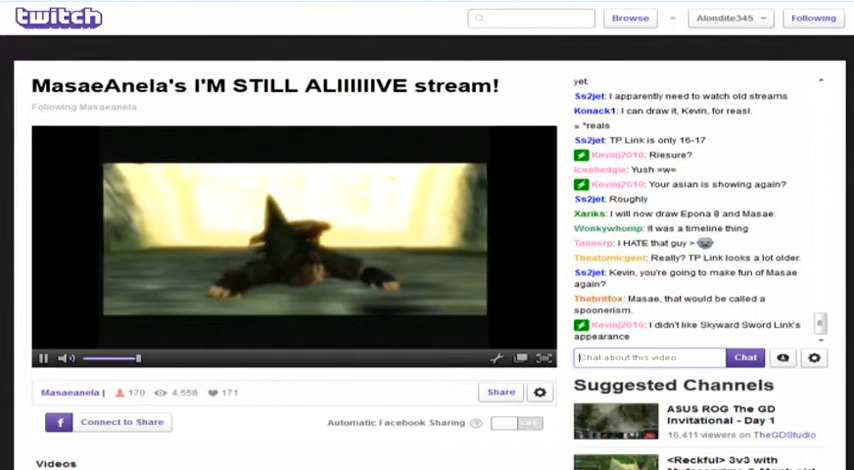 twitch
Browse
Alondite345
Following
MasaeAnela's I'M STILL ALIIIIIIVE stream!
Following Masaeanela
yet.
Ss2jet: I apparently need to watch old streams
Konack1: I can draw it, Kevin, for reasl.
» *reals
Ss2jet: TP Link is only 16-17
Kevinj2010: Riesure?
Iceehedgie: Yush =w=
Kevinj2010: Your asian is showing again?
Ss2jet: Roughly
Xariks: I will now draw Epona 8 and Masae.
Wonkywhomp: It was a timeline thing
Tannerp: I HATE that guy >
Theatomicgent: Really? TP Link looks a lot older.
Ss2jet: Kevin, you're going to make fun of Masae
again?
Thebritfox: Masae, that would be called a
spoonerism.
Kevinj2010: I didn't like Skyward Sword Link's
appearance
Chat about this video
Chat
Masaeanela |
170
4,558
171
Share
f Connect to Share
Automatic Facebook Sharing ? OFF
Videos
Suggested Channels
ASUS ROG The GD
Invitational - Day 1
16,411 viewers on TheGDStudio
<Reckful> 3v3 with